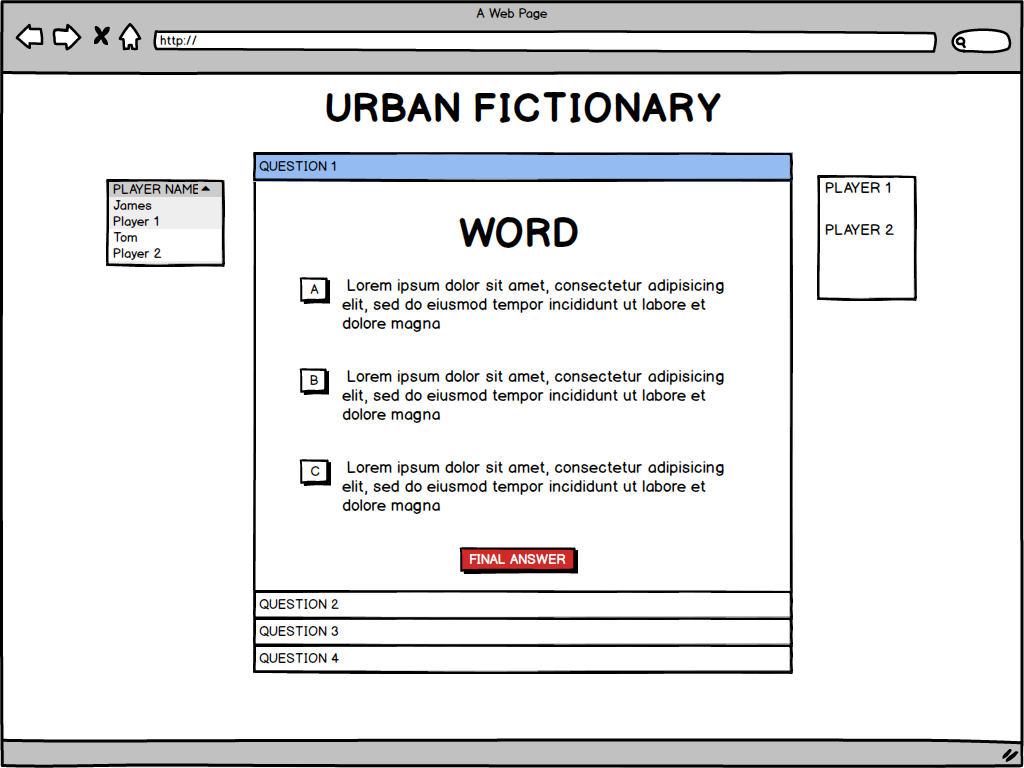 A Web Page
http://
URBAN FICTIONARY
PLAYER NAME
James
Player 1
Tom
Player 2
QUESTION 1
WORD
A
Lorem ipsum dolor sit amet, consectetur adipisicing
elit, sed do eiusmod tempor incididunt ut labore et
dolore magna
B
Lorem ipsum dolor sit amet, consectetur adipisicing
elit, sed do eiusmod tempor incididunt ut labore et
dolore magna
C
Lorem ipsum dolor sit amet, consectetur adipisicing
elit, sed do eiusmod tempor incididunt ut labore et
dolore magna
FINAL ANSWER
QUESTION 2
QUESTION 3
QUESTION 4
PLAYER 1
PLAYER 2